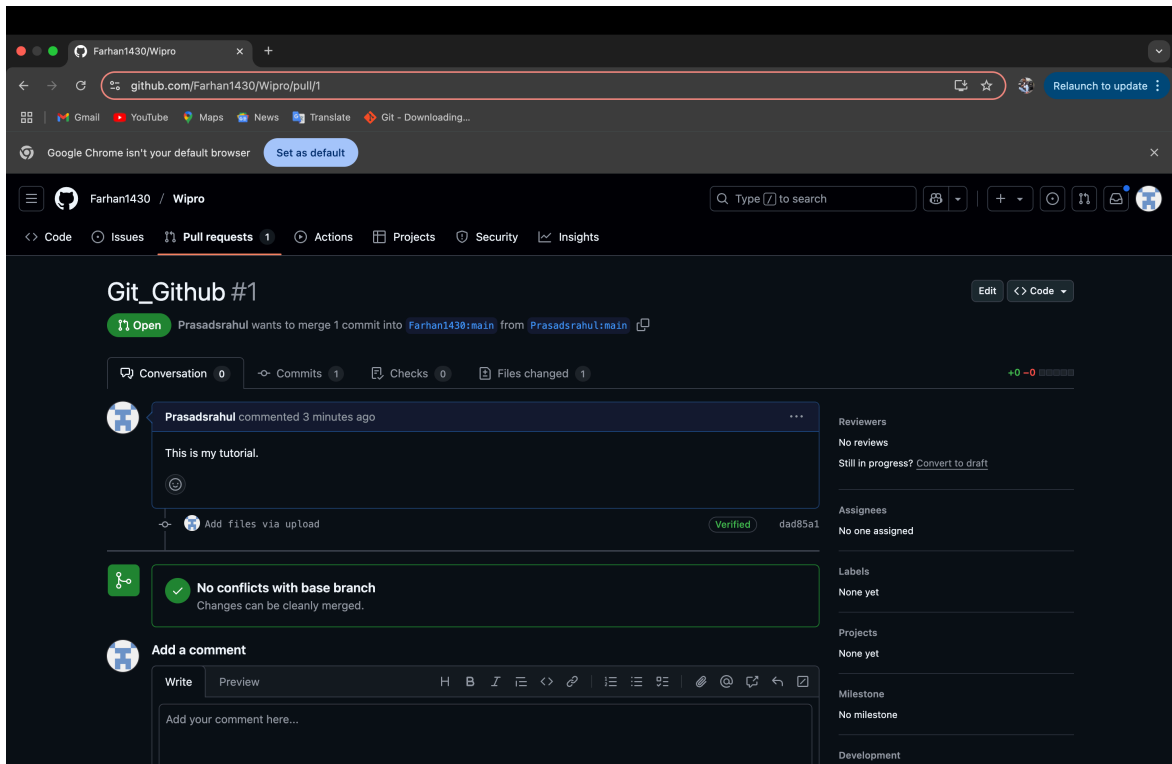 Farhan1430/Wipro
github.com/Farhan1430/Wipro/pull/1
Relaunch to update
Gmail YouTube Maps News Translate Git - Downloading...
Google Chrome isn't your default browser Set as default
Farhan1430 / Wipro Type / to search
Code Issues Pull requests 1 Actions Projects Security Insights
Git_Github #1
Edit <> Code
Open Prasadsrahul wants to merge 1 commit into Farhan1430:main from Prasadsrahul:main
Conversation 0 Commits 1 Checks 0 Files changed 1 +0 −0
Prasadsrahul commented 3 minutes ago
This is my tutorial.
Add files via upload Verified dad85a1
No conflicts with base branch
Changes can be cleanly merged.
Add a comment
Write Preview H B I
Add your comment here...
Reviewers
No reviews
Still in progress? Convert to draft
Assignees
No one assigned
Labels
None yet
Projects
None yet
Milestone
No milestone
Development